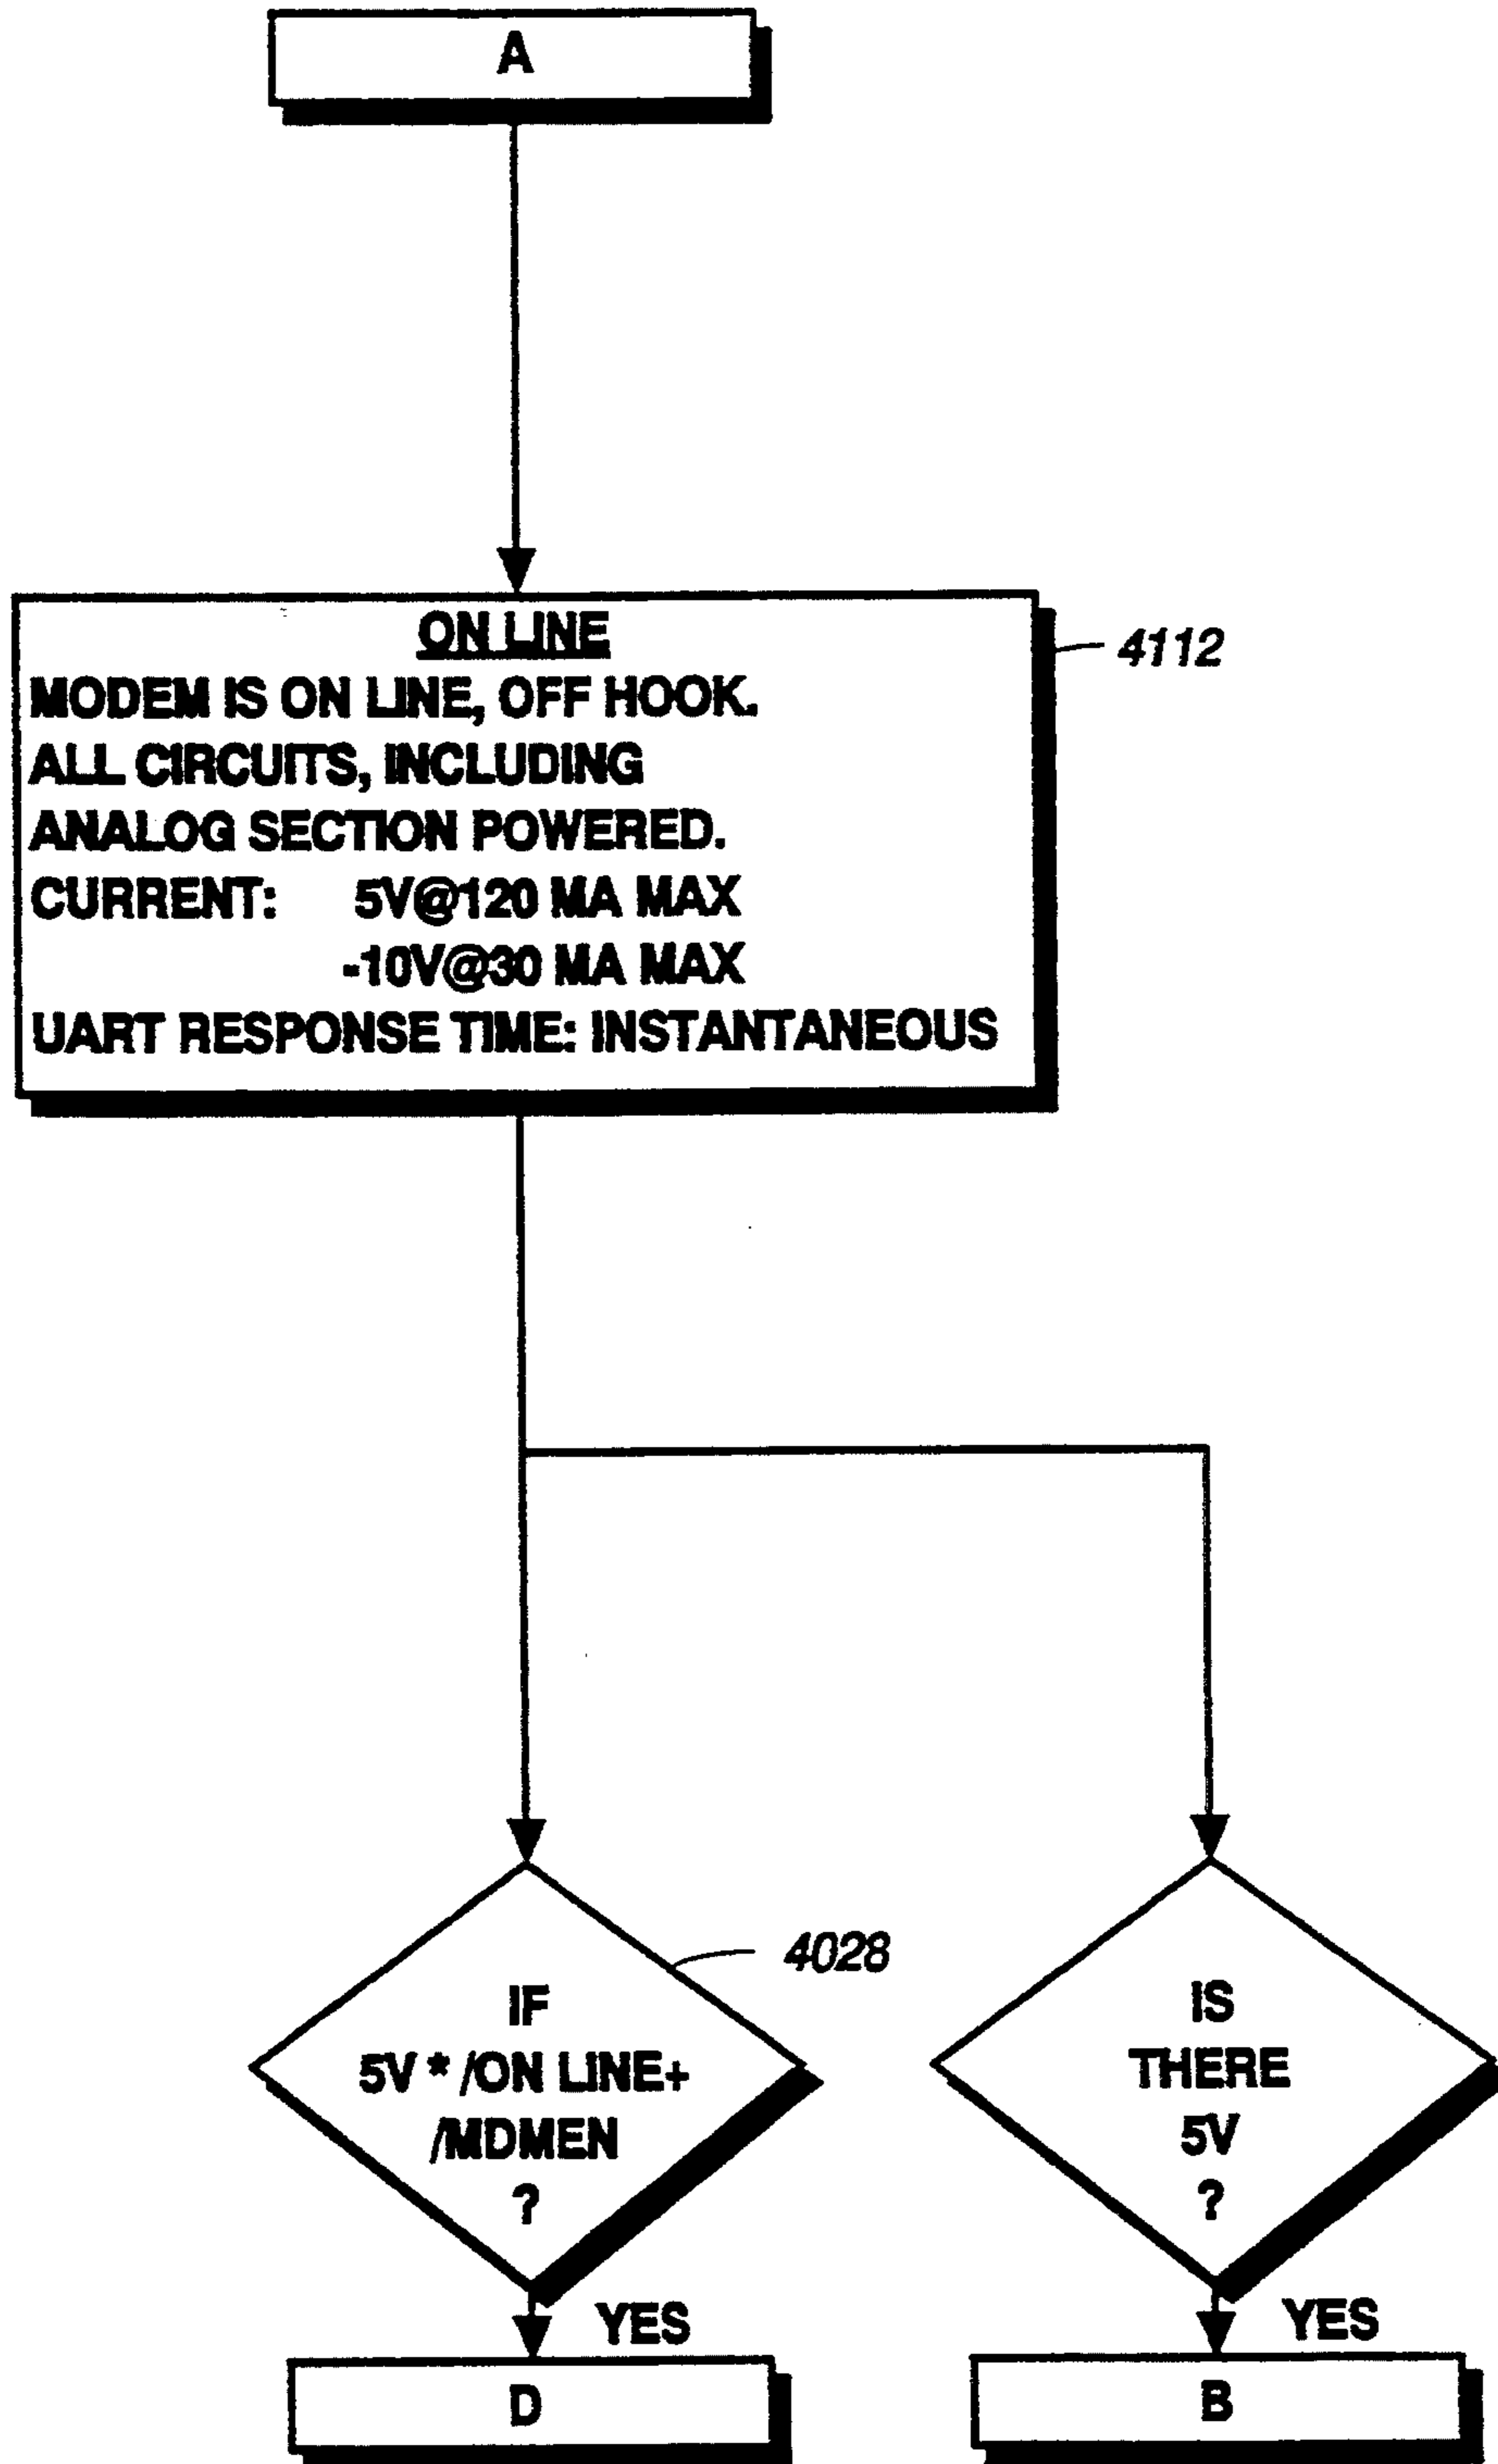 A
ON LINE
4112
MODEM IS ON LINE, OFF HOOK.
ALL CIRCUITS, INCLUDING
ANALOG SECTION POWERED.
CURRENT: 5V@120 MA MAX
-10V@30 MA MAX
UART RESPONSE TIME: INSTANTANEOUS
4028
IF
5V * /ON LINE+
/MDMEN
?
YES
D
IS
THERE
5V
?
YES
B